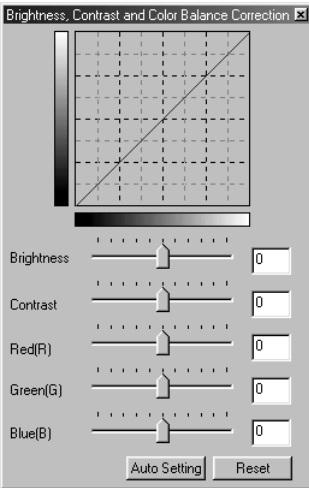 Brightness, Contrast and Color Balance Correction
Brightness 0
Contrast 0
Red(R) 0
Green(G) 0
Blue(B) 0
Auto Setting Reset